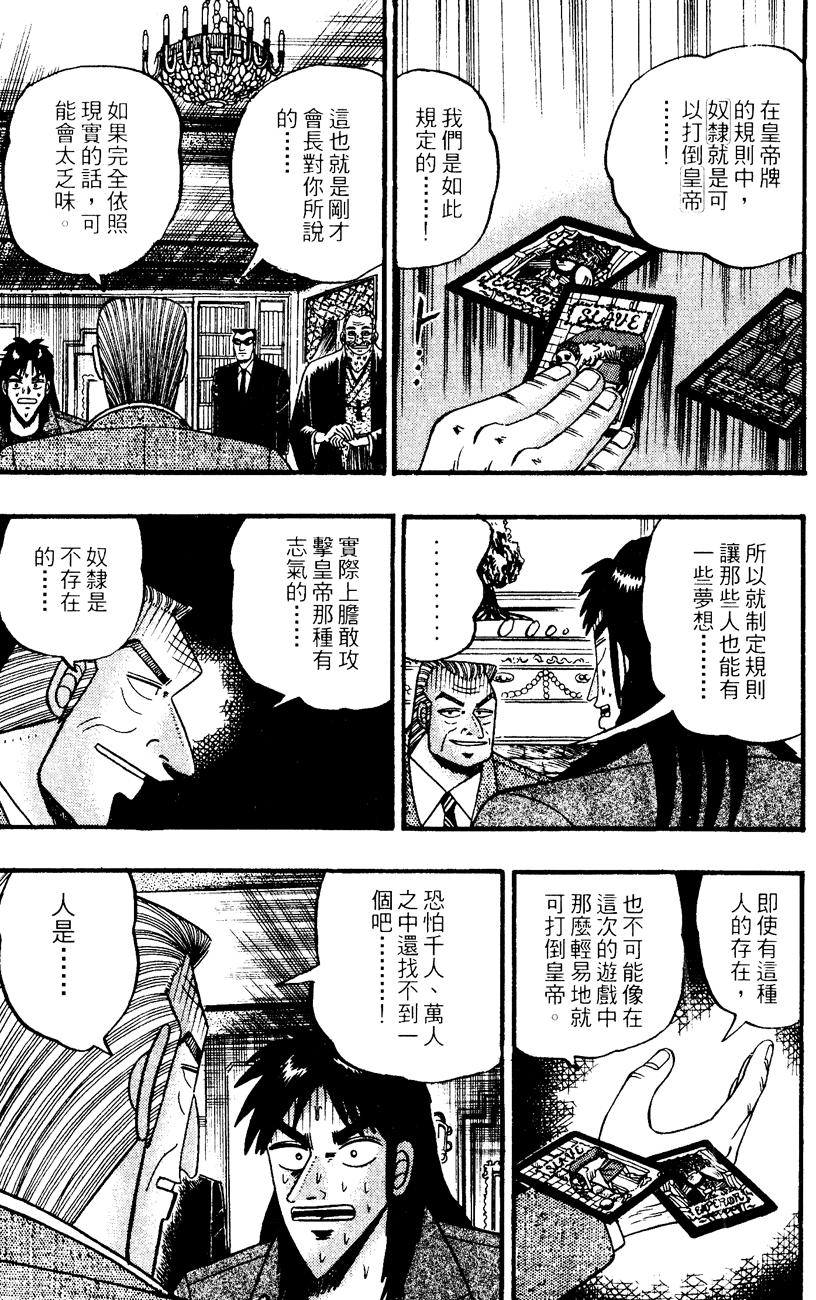 在皇帝牌
的規則中，
奴隸就是可
以打倒皇帝
……！
我們是如此
規定的……！
EMPEROR
SLAVE
ト…
這也就是剛才
會長對你所說
的……
如果完全依照
現實的話，可
能會太乏味。
所以就制定規則
讓那些人也能有
一些夢想……
………
實際上膽敢攻
擊皇帝那種有
志氣的……
奴隸是
不存在
的……
即使有這種
人的存在，
也不可能像在
這次的遊戲中
那麼輕易地就
可打倒皇帝。
SLAVE
EMPEROR
恐怕千人、萬人
之中還找不到一
個吧……！
人是……